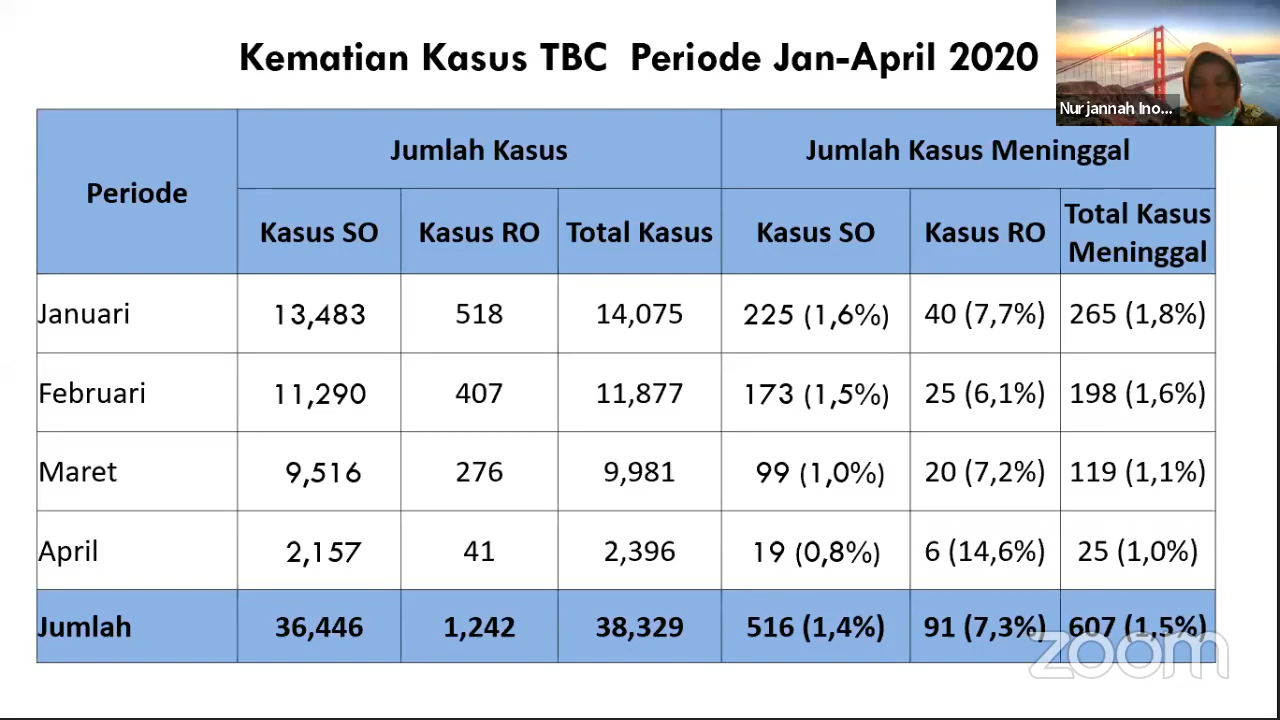 Kematian Kasus TBC Periode Jan-April 2020
Nurjannah Ino...
Periode
Jumlah Kasus
Jumlah Kasus Meninggal
Kasus SO
Kasus RO
Total Kasus
Kasus SO
Kasus RO
Total Kasus
Meninggal
Januari 13,483 518 14,075 225 (1,6%) 40 (7,7%) 265 (1,8%)
Februari 11,290 407 11,877 173 (1,5%) 25 (6,1%) 198 (1,6%)
Maret 9,516 276 9,981 99 (1,0%) 20 (7,2%) 119 (1,1%)
April 2,157 41 2,396 19 (0,8%) 6 (14,6%) 25 (1,0%)
Jumlah 36,446 1,242 38,329 516 (1,4%) 91 (7,3%) 607 (1,5%)
zoom